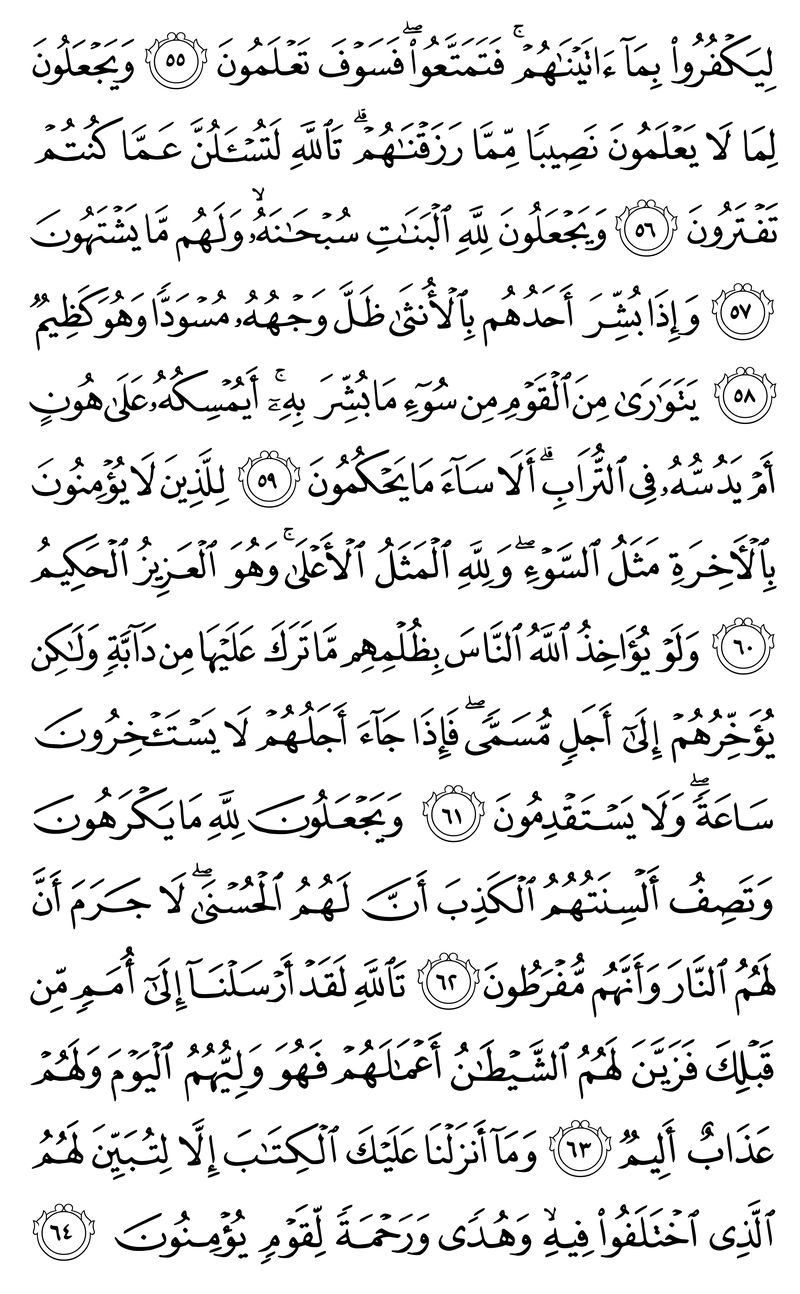 لِيَكۡفُرُواْ بِمَآ ءَاتَيۡنَٰهُمۡۚ فَتَمَتَّعُواْۖ فَسَوۡفَ تَعۡلَمُونَ ٥٥ وَيَجۡعَلُونَ
لِمَا لَا يَعۡلَمُونَ نَصِيبٗا مِّمَّا رَزَقۡنَٰهُمۡۗ تَٱللَّهِ لَتُسۡـَٔلُنَّ عَمَّا كُنتُمۡ
تَفۡتَرُونَ ٥٦ وَيَجۡعَلُونَ لِلَّهِ ٱلۡبَنَٰتِ سُبۡحَٰنَهُۥۙ وَلَهُم مَّا يَشۡتَهُونَ
٥٧ وَإِذَا بُشِّرَ أَحَدُهُم بِٱلۡأُنثَىٰ ظَلَّ وَجۡهُهُۥ مُسۡوَدّٗا وَهُوَ كَظِيمٞ
٥٨ يَتَوَٰرَىٰ مِنَ ٱلۡقَوۡمِ مِن سُوٓءِ مَا بُشِّرَ بِهِۦٓۚ أَيُمۡسِكُهُۥ عَلَىٰ هُونٍ
أَمۡ يَدُسُّهُۥ فِي ٱلتُّرَابِۗ أَلَا سَآءَ مَا يَحۡكُمُونَ ٥٩ لِلَّذِينَ لَا يُؤۡمِنُونَ
بِٱلۡأٓخِرَةِ مَثَلُ ٱلسَّوۡءِۖ وَلِلَّهِ ٱلۡمَثَلُ ٱلۡأَعۡلَىٰۚ وَهُوَ ٱلۡعَزِيزُ ٱلۡحَكِيمُ
٦٠ وَلَوۡ يُؤَاخِذُ ٱللَّهُ ٱلنَّاسَ بِظُلۡمِهِم مَّا تَرَكَ عَلَيۡهَا مِن دَآبَّةٖ وَلَٰكِن
يُؤَخِّرُهُمۡ إِلَىٰٓ أَجَلٖ مُّسَمّٗىۖ فَإِذَا جَآءَ أَجَلُهُمۡ لَا يَسۡتَـٔۡخِرُونَ
سَاعَةٗۖ وَلَا يَسۡتَقۡدِمُونَ ٦١ وَيَجۡعَلُونَ لِلَّهِ مَا يَكۡرَهُونَ
وَتَصِفُ أَلۡسِنَتُهُمُ ٱلۡكَذِبَ أَنَّ لَهُمُ ٱلۡحُسۡنَىٰۖ لَا جَرَمَ أَنَّ
لَهُمُ ٱلنَّارَ وَأَنَّهُم مُّفۡرَطُونَ ٦٢ تَٱللَّهِ لَقَدۡ أَرۡسَلۡنَآ إِلَىٰٓ أُمَمٖ مِّن
قَبۡلِكَ فَزَيَّنَ لَهُمُ ٱلشَّيۡطَٰنُ أَعۡمَٰلَهُمۡ فَهُوَ وَلِيُّهُمُ ٱلۡيَوۡمَ وَلَهُمۡ
عَذَابٌ أَلِيمٞ ٦٣ وَمَآ أَنزَلۡنَا عَلَيۡكَ ٱلۡكِتَٰبَ إِلَّا لِتُبَيِّنَ لَهُمُ
ٱلَّذِي ٱخۡتَلَفُواْ فِيهِۙ وَهُدٗى وَرَحۡمَةٗ لِّقَوۡمٖ يُؤۡمِنُونَ ٦٤